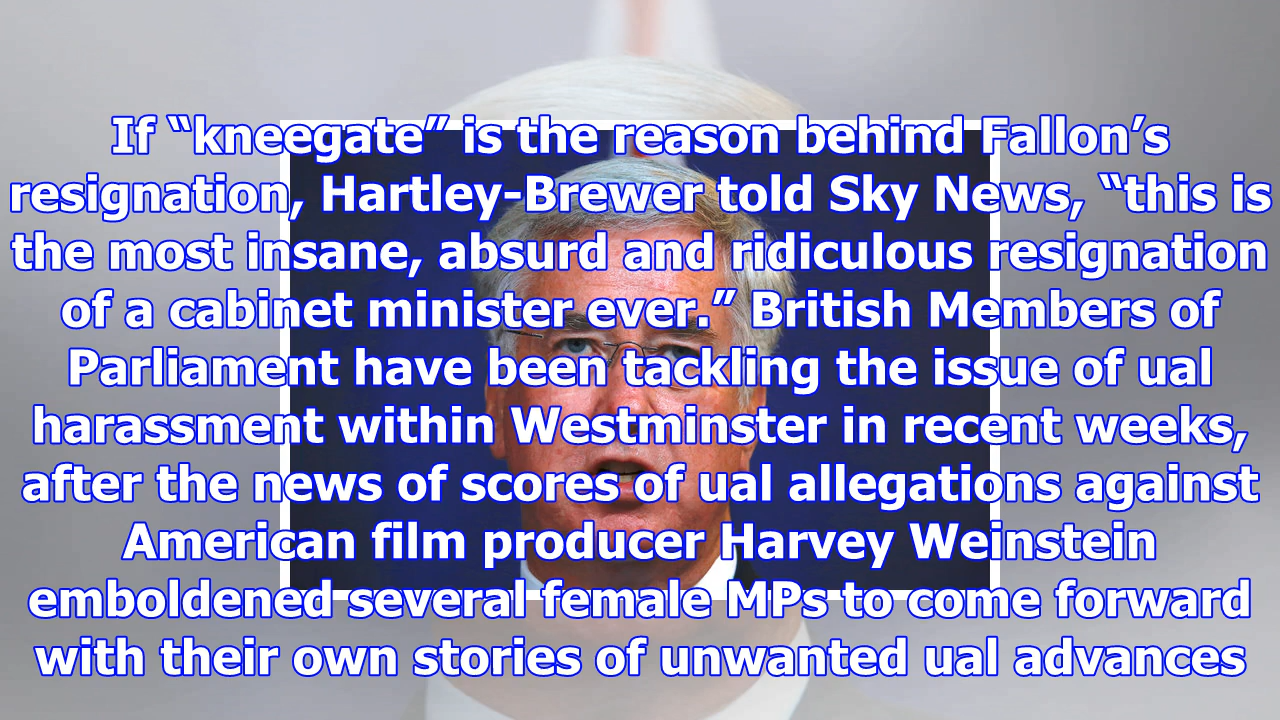 If “kneegate” is the reason behind Fallon’s
resignation, Hartley-Brewer told Sky News, “this is
the most insane, absurd and ridiculous resignation
of a cabinet minister ever.” British Members of
Parliament have been tackling the issue of ual
harassment within Westminster in recent weeks,
after the news of scores of ual allegations against
American film producer Harvey Weinstein
emboldened several female MPs to come forward
with their own stories of unwanted ual advances